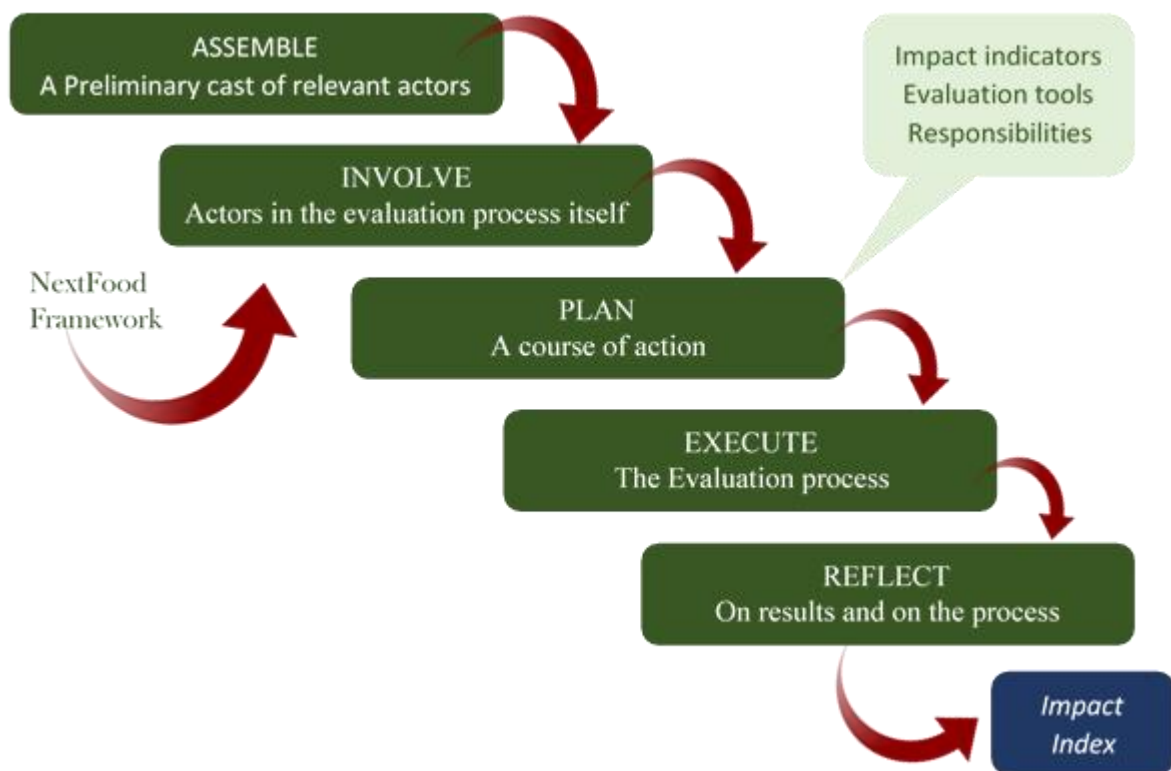 ASSEMBLE
A Preliminary cast of relevant actors
Impact indicators
Evaluation tools
Responsibilities
INVOLVE
Actors in the evaluation process itself
NextFood
Framework
PLAN
A course of action
EXECUTE
The Evaluation process
REFLECT
On results and on the process
Impact
Index